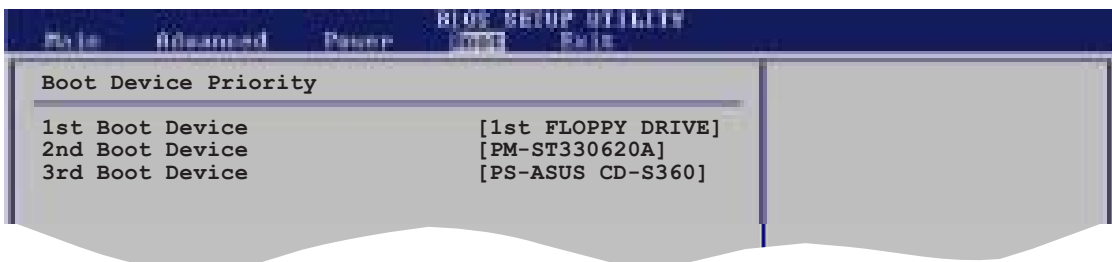 BIOS SETUP UTILITY
Main Advanced Power Boot Exit
Boot Device Priority
1st Boot Device [1st FLOPPY DRIVE]
2nd Boot Device [PM-ST330620A]
3rd Boot Device [PS-ASUS CD-S360]